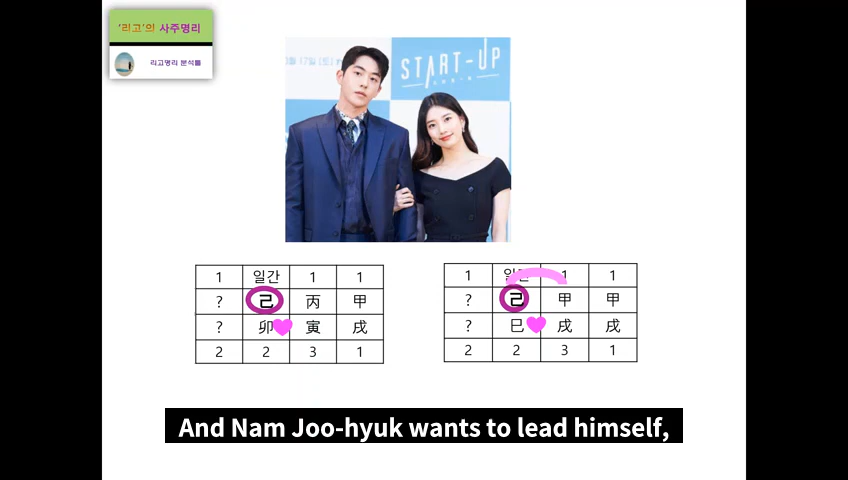 '리고'의 사주명리
리고명리 분석틀
START-UP
1 일간 1 1
? 己 丙 甲
? 卯 寅 戌
2 2 3 1
1 일간 1 1
? 己 甲 甲
? 巳 戌 戌
2 2 3 1
And Nam Joo-hyuk wants to lead himself,